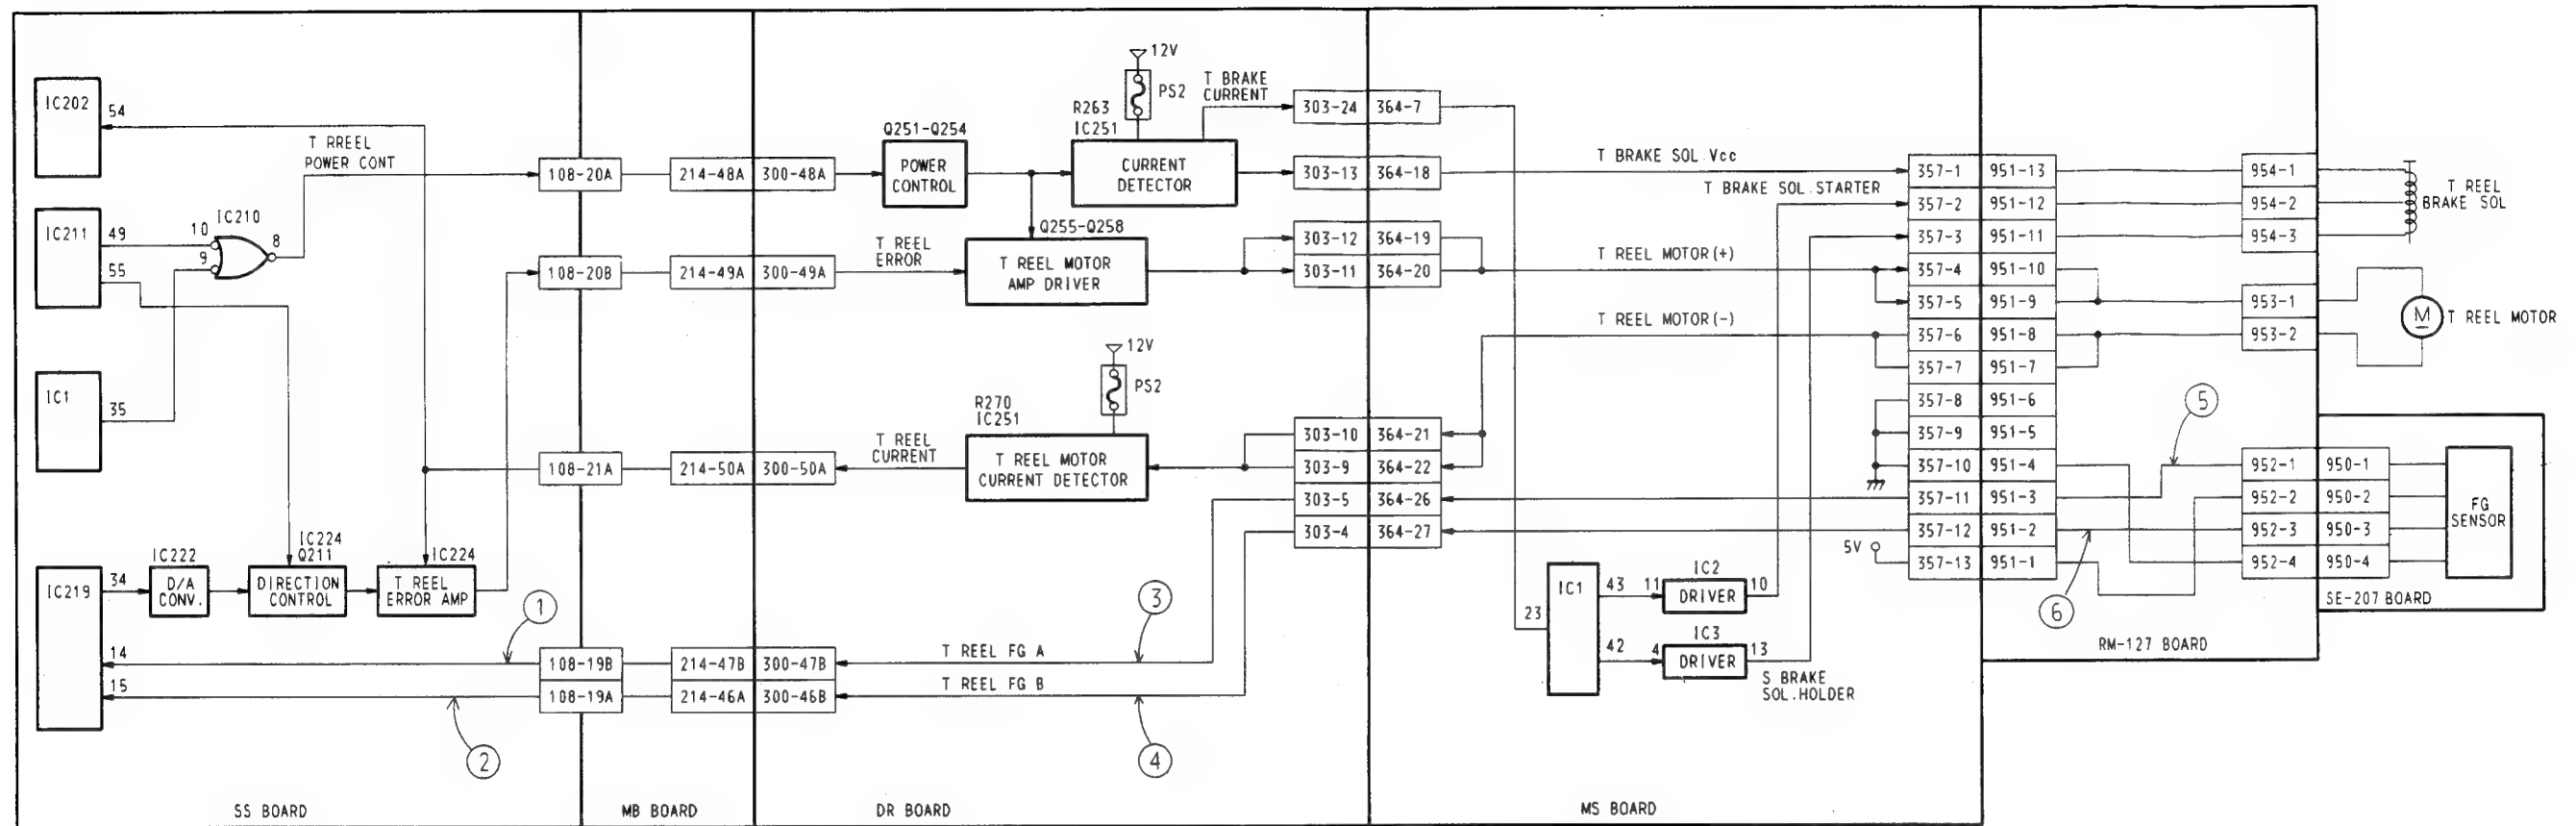 IC202
54
T RREEL
POWER CONT
IC211
49
55
IC210
10
9
8
IC1
35
IC219
34
14
15
IC222
D/A
CONV.
IC224
Q211
DIRECTION
CONTROL
IC224
T REEL
ERROR AMP
1
2
SS BOARD
108-20A
108-20B
108-21A
108-19B
108-19A
MB BOARD
214-48A
214-49A
214-50A
214-47B
214-46A
300-48A
300-49A
300-50A
300-47B
300-46B
Q251-Q254
POWER
CONTROL
12V
PS2
R263
IC251
CURRENT
DETECTOR
T BRAKE
CURRENT
Q255-Q258
T REEL
ERROR
T REEL MOTOR
AMP DRIVER
12V
PS2
R270
IC251
T REEL
CURRENT
T REEL MOTOR
CURRENT DETECTOR
T REEL FG A
T REEL FG B
3
4
DR BOARD
303-24
303-13
303-12
303-11
303-10
303-9
303-5
303-4
364-7
364-18
364-19
364-20
364-21
364-22
364-26
364-27
T BRAKE SOL.Vcc
T BRAKE SOL.STARTER
T REEL MOTOR(+)
T REEL MOTOR(-)
5V
IC1
23
43
42
11
IC2
DRIVER
10
4
IC3
DRIVER
13
S BRAKE
SOL.HOLDER
MS BOARD
357-1
357-2
357-3
357-4
357-5
357-6
357-7
357-8
357-9
357-10
357-11
357-12
357-13
951-13
951-12
951-11
951-10
951-9
951-8
951-7
951-6
951-5
951-4
951-3
951-2
951-1
5
6
RM-127 BOARD
954-1
954-2
954-3
953-1
953-2
952-1
952-2
952-3
952-4
950-1
950-2
950-3
950-4
T REEL
BRAKE SOL
M
T REEL MOTOR
FG
SENSOR
SE-207 BOARD